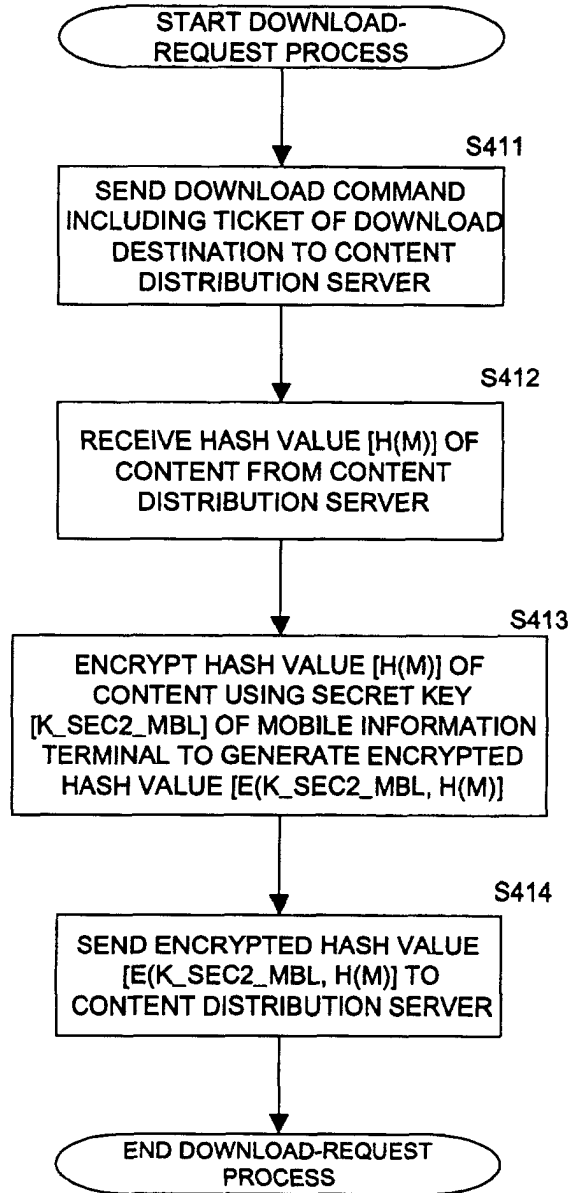 START DOWNLOAD-
REQUEST PROCESS
S411
SEND DOWNLOAD COMMAND
INCLUDING TICKET OF DOWNLOAD
DESTINATION TO CONTENT
DISTRIBUTION SERVER
S412
RECEIVE HASH VALUE [H(M)] OF
CONTENT FROM CONTENT
DISTRIBUTION SERVER
S413
ENCRYPT HASH VALUE [H(M)] OF
CONTENT USING SECRET KEY
[K_SEC2_MBL] OF MOBILE INFORMATION
TERMINAL TO GENERATE ENCRYPTED
HASH VALUE [E(K_SEC2_MBL, H(M)]
S414
SEND ENCRYPTED HASH VALUE
[E(K_SEC2_MBL, H(M)] TO
CONTENT DISTRIBUTION SERVER
END DOWNLOAD-REQUEST
PROCESS